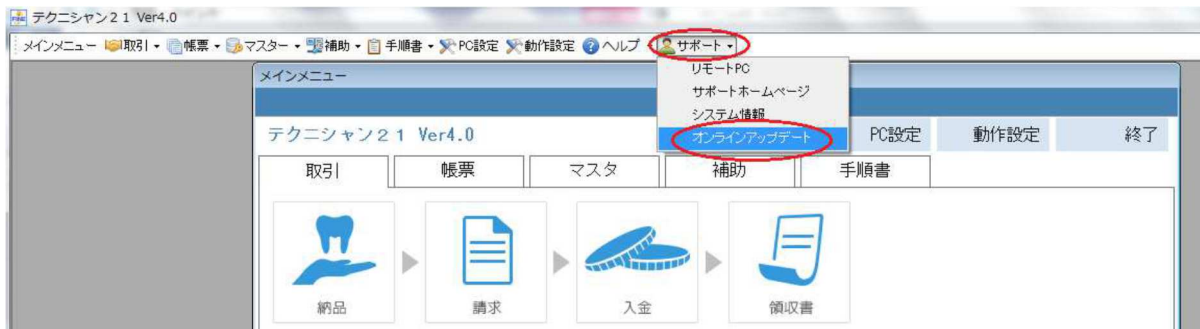 テクニシャン２１ Ver4.0
メインメニュー 取引 帳票 マスター 補助 手順書 PC設定 動作設定 ヘルプ サポート
リモートPC
サポートホームページ
システム情報
オンラインアップデート
メインメニュー
テクニシャン２１ Ver4.0 PC設定 動作設定 終了
取引 帳票 マスタ 補助 手順書
納品 請求 入金 領収書